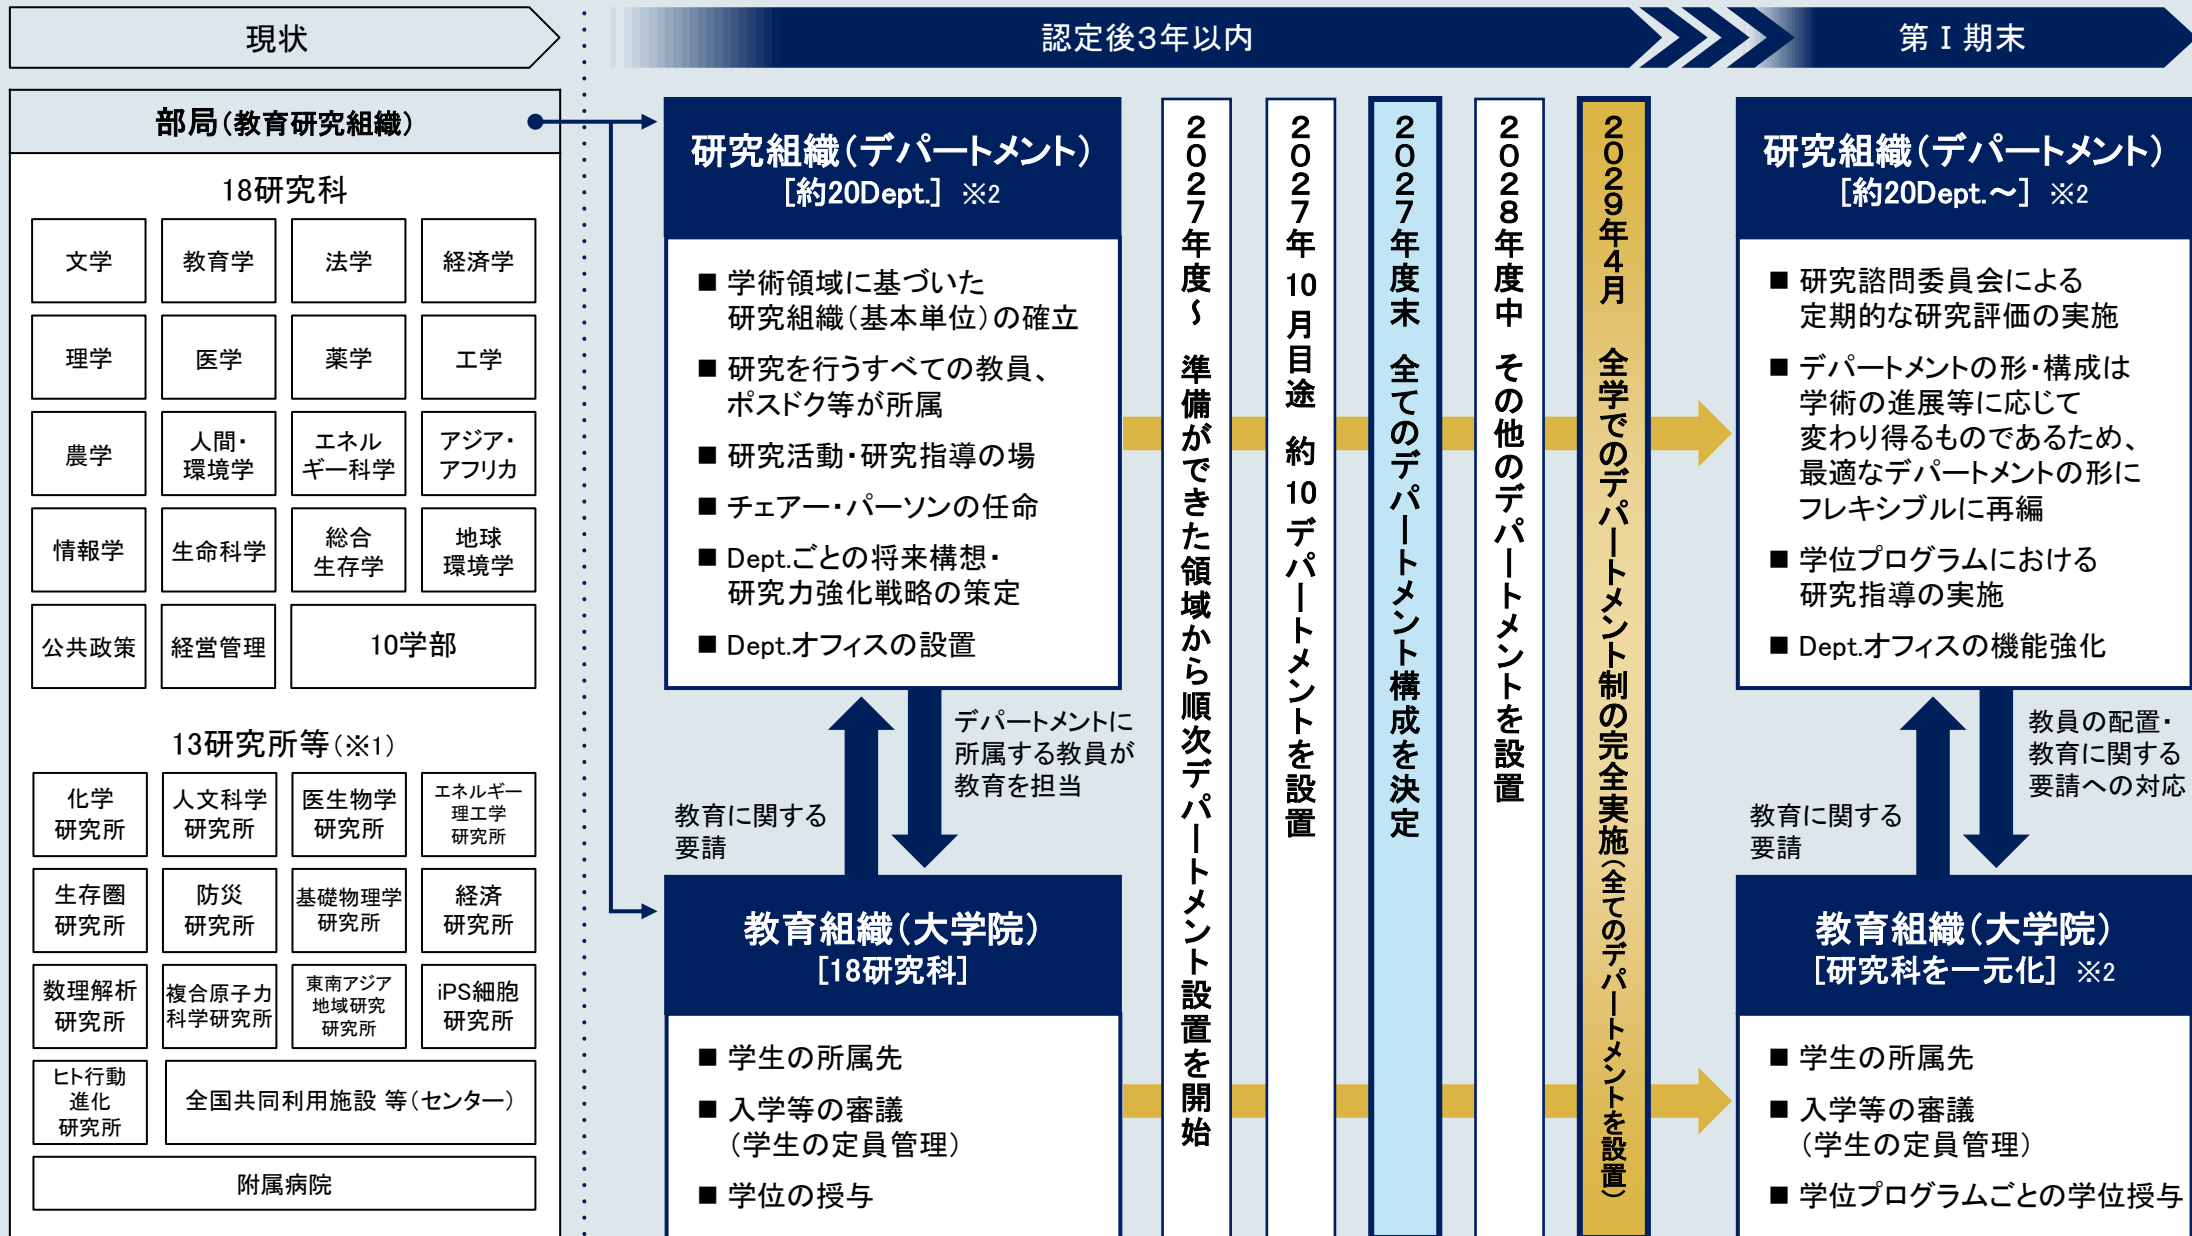 現状
認定後3年以内
第Ⅰ期末
部局(教育研究組織)
18研究科
文学
教育学
法学
経済学
理学
医学
薬学
工学
農学
人間・
環境学
エネル
ギー科学
アジア・
アフリカ
情報学
生命科学
総合
生存学
地球
環境学
公共政策
経営管理
10学部
13研究所等(※1)
化学
研究所
人文科学
研究所
医生物学
研究所
エネルギー
理工学
研究所
生存圏
研究所
防災
研究所
基礎物理学
研究所
経済
研究所
数理解析
研究所
複合原子力
科学研究所
東南アジア
地域研究
研究所
iPS細胞
研究所
ヒト行動
進化
研究所
全国共同利用施設 等(センター)
附属病院
研究組織(デパートメント)
[約20Dept.] ※2
■ 学術領域に基づいた
研究組織(基本単位)の確立
■ 研究を行うすべての教員、
ポスドク等が所属
■ 研究活動・研究指導の場
■ チェアー・パーソンの任命
■ Dept.ごとの将来構想・
研究力強化戦略の策定
■ Dept.オフィスの設置
教育に関する
要請
デパートメントに
所属する教員が
教育を担当
教育組織(大学院)
[18研究科]
■ 学生の所属先
■ 入学等の審議
(学生の定員管理)
■ 学位の授与
2027年度~ 準備ができた領域から順次デパートメント設置を開始
2027年10月目途 約10デパートメントを設置
2027年度末 全てのデパートメント構成を決定
2028年度中 その他のデパートメントを設置
2029年4月 全学でのデパートメント制の完全実施(全てのデパートメントを設置)
研究組織(デパートメント)
[約20Dept.~] ※2
■ 研究諮問委員会による
定期的な研究評価の実施
■ デパートメントの形・構成は
学術の進展等に応じて
変わり得るものであるため、
最適なデパートメントの形に
フレキシブルに再編
■ 学位プログラムにおける
研究指導の実施
■ Dept.オフィスの機能強化
教育に関する
要請
教員の配置・
教育に関する
要請への対応
教育組織(大学院)
[研究科を一元化] ※2
■ 学生の所属先
■ 入学等の審議
(学生の定員管理)
■ 学位プログラムごとの学位授与